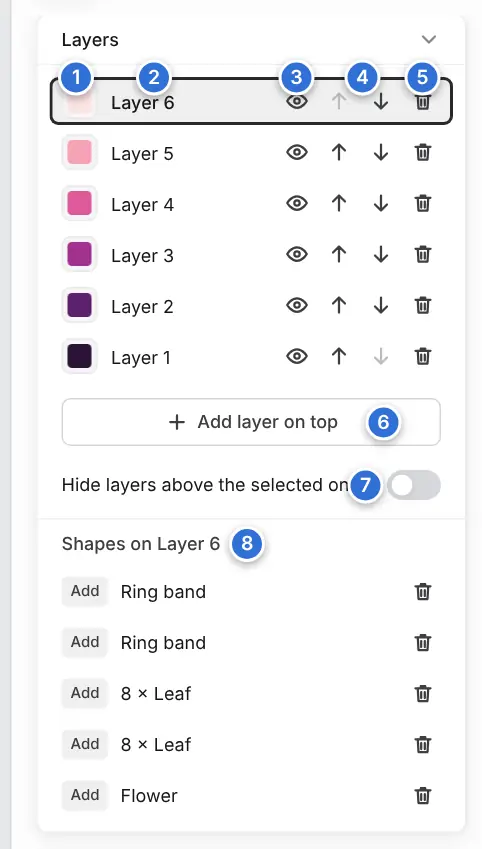 Layers
1 2 3 4 5
Layer 6
Layer 5
Layer 4
Layer 3
Layer 2
Layer 1
+ Add layer on top 6
Hide layers above the selected on 7
Shapes on Layer 6 8
Add Ring band
Add Ring band
Add 8 × Leaf
Add 8 × Leaf
Add Flower